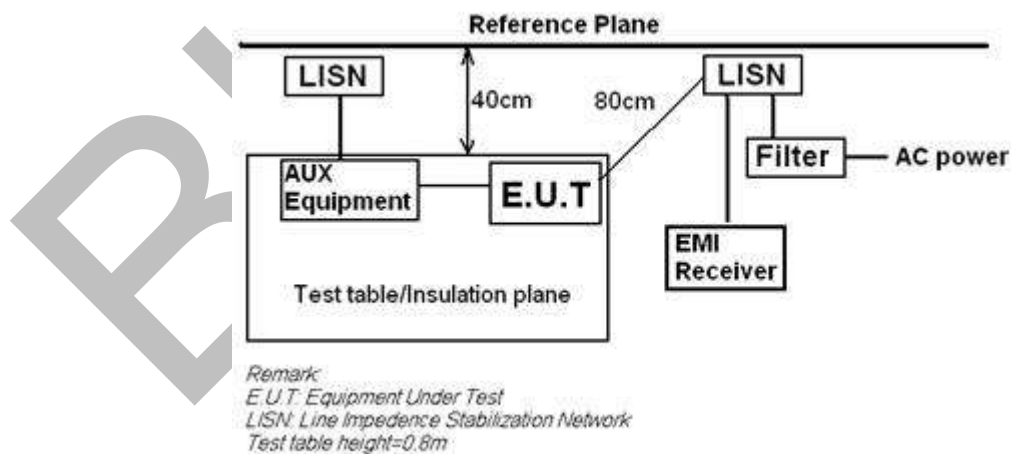 Reference Plane
LISN
40cm
80cm
LISN
Filter
AC power
AUX
Equipment
E.U.T
EMI
Receiver
Test table/Insulation plane
Remark
E.U.T: Equipment Under Test
LISN: Line Impedence Stabilization Network
Test table height=0.8m